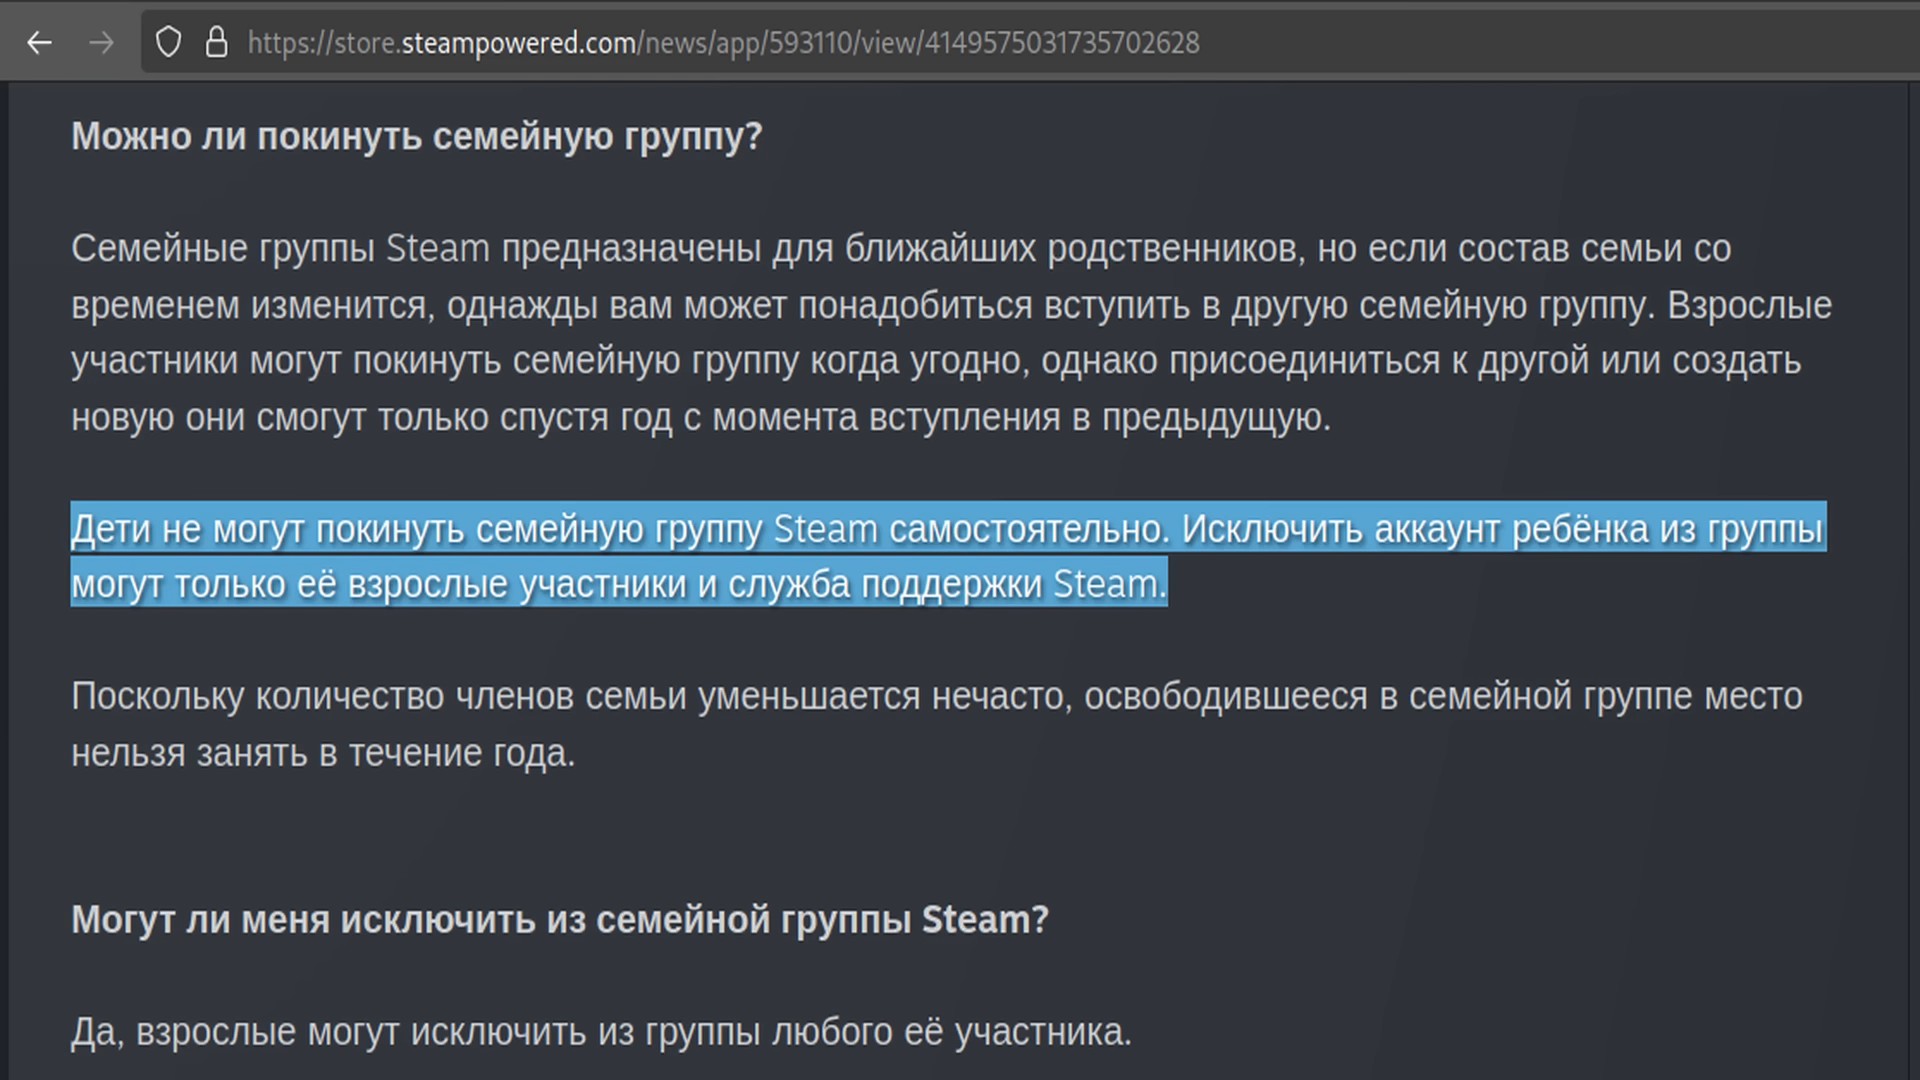 https://store.steampowered.com/news/app/593110/view/4149575031735702628
Можно ли покинуть семейную группу?
Семейные группы Steam предназначены для ближайших родственников, но если состав семьи со
временем изменится, однажды вам может понадобиться вступить в другую семейную группу. Взрослые
участники могут покинуть семейную группу когда угодно, однако присоединиться к другой или создать
новую они смогут только спустя год с момента вступления в предыдущую.
Дети не могут покинуть семейную группу Steam самостоятельно. Исключить аккаунт ребёнка из группы
могут только её взрослые участники и служба поддержки Steam.
Поскольку количество членов семьи уменьшается нечасто, освободившееся в семейной группе место
нельзя занять в течение года.
Могут ли меня исключить из семейной группы Steam?
Да, взрослые могут исключить из группы любого её участника.